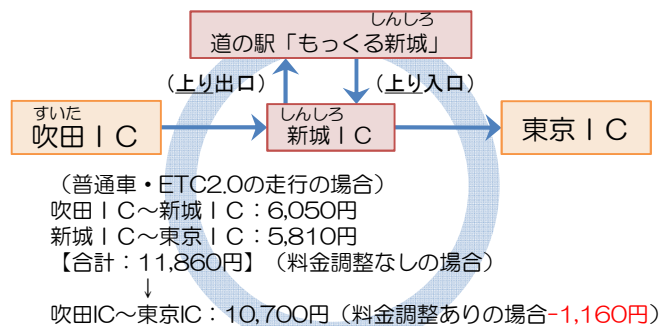 しんしろ
道の駅「もっくる新城」
（上り出口）
（上り入口）
すいた
吹田ＩＣ
しんしろ
新城ＩＣ
東京ＩＣ
（普通車・ETC2.0の走行の場合）
吹田ＩＣ～新城ＩＣ：6,050円
新城ＩＣ～東京ＩＣ：5,810円
【合計：11,860円】（料金調整なしの場合）
↓
吹田IC～東京IC：10,700円（料金調整ありの場合-1,160円）